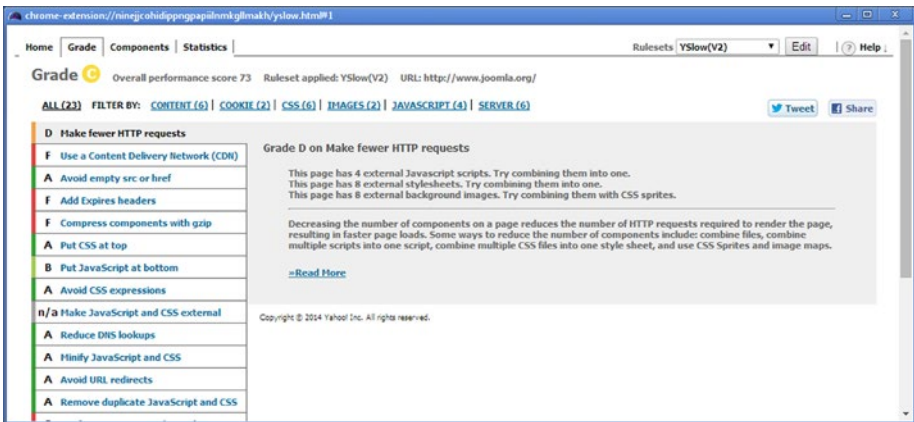 chrome-extension://ninejjcohidippngpapiilnmkgllmakh/yslow.html#1
Home Grade Components Statistics Rulesets YSlow(V2) Edit ? Help ↓
Grade C Overall performance score 73 Ruleset applied: YSlow(V2) URL: http://www.joomla.org/
ALL (23) FILTER BY: CONTENT (6) | COOKIE (2) | CSS (6) | IMAGES (2) | JAVASCRIPT (4) | SERVER (6) Tweet Share
D Make fewer HTTP requests
F Use a Content Delivery Network (CDN)
A Avoid empty src or href
F Add Expires headers
F Compress components with gzip
A Put CSS at top
B Put JavaScript at bottom
A Avoid CSS expressions
n/a Make JavaScript and CSS external
A Reduce DNS lookups
A Minify JavaScript and CSS
A Avoid URL redirects
A Remove duplicate JavaScript and CSS
Grade D on Make fewer HTTP requests
This page has 4 external Javascript scripts. Try combining them into one.
This page has 8 external stylesheets. Try combining them into one.
This page has 8 external background images. Try combining them with CSS sprites.
Decreasing the number of components on a page reduces the number of HTTP requests required to render the page,
resulting in faster page loads. Some ways to reduce the number of components include: combine files, combine
multiple scripts into one script, combine multiple CSS files into one style sheet, and use CSS Sprites and image maps.
»Read More
Copyright © 2014 Yahoo! Inc. All rights reserved.